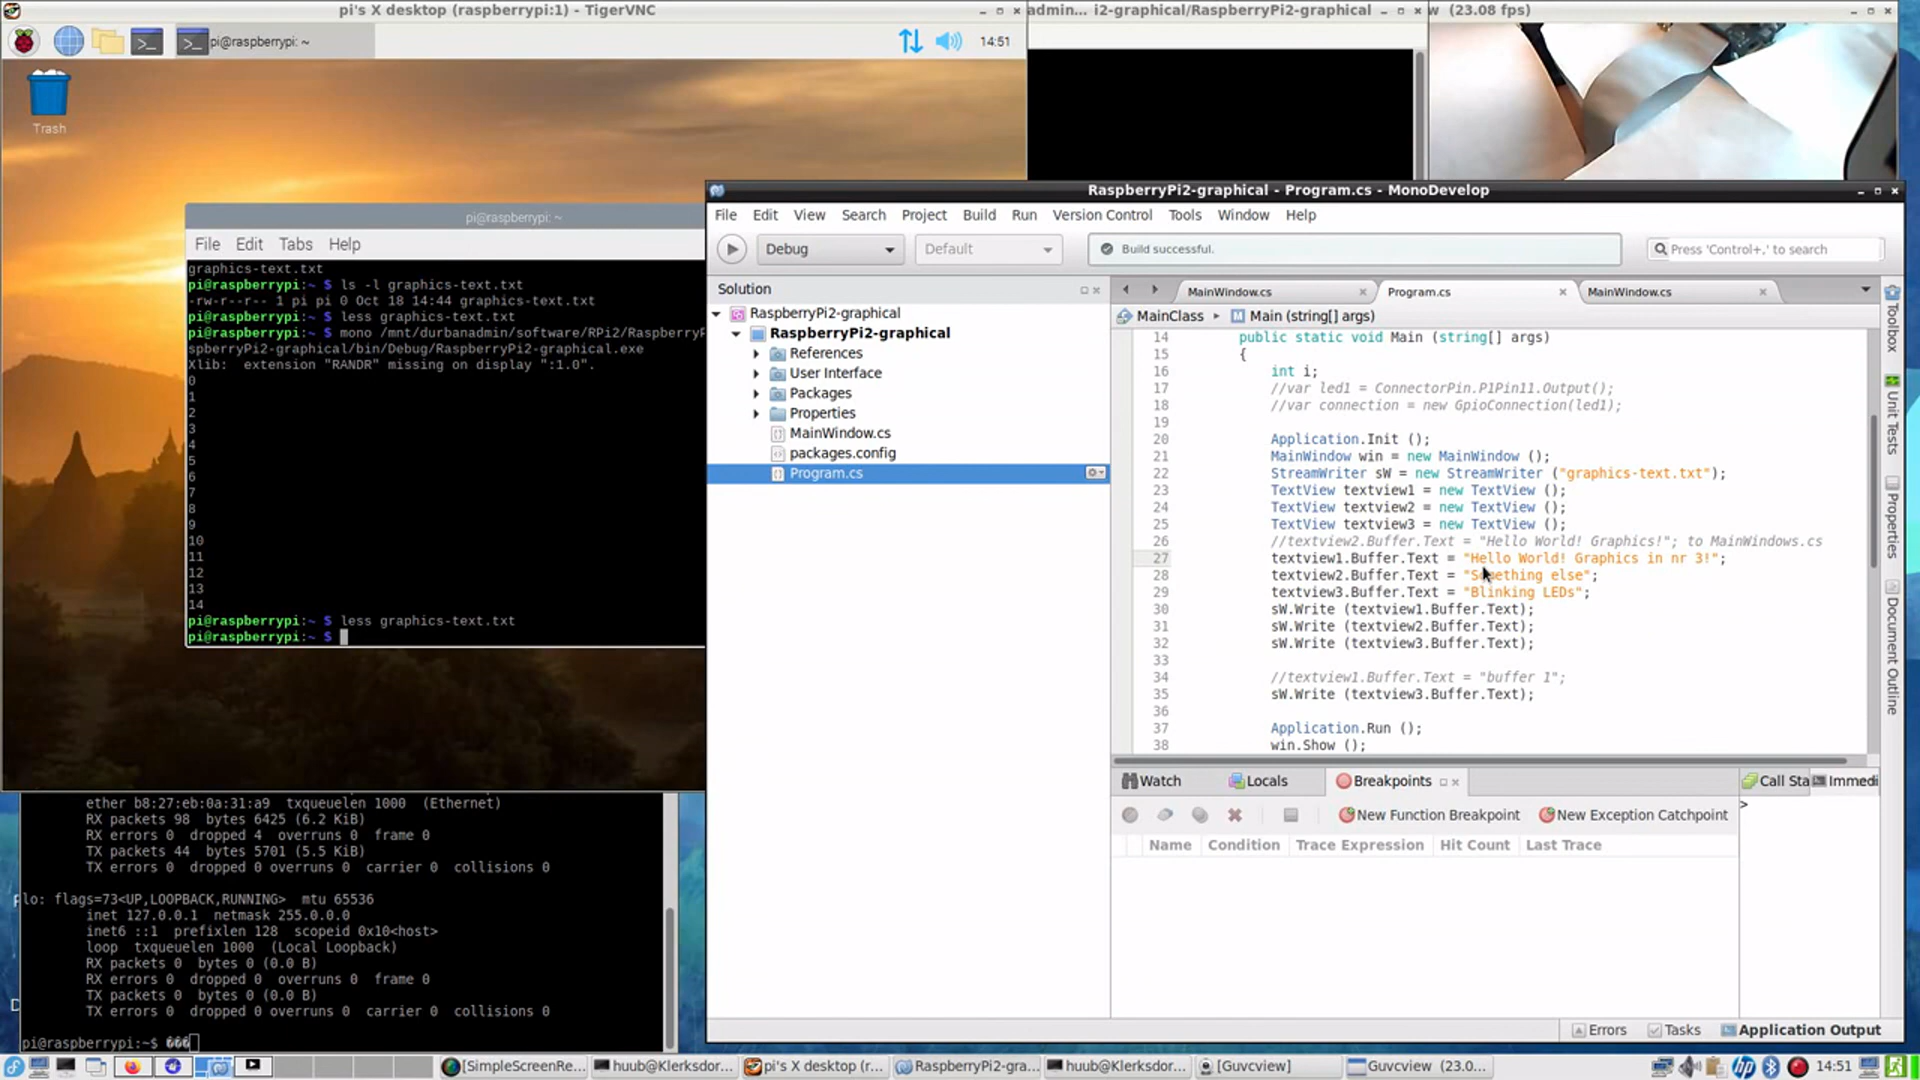 pi's X desktop (raspberrypi:1) - TigerVNC
admin... i2-graphical/RaspberryPi2-graphical
w (23.08 fps)
pi@raspberrypi: ~
14:51
Trash
pi@raspberrypi: ~
File Edit Tabs Help
graphics-text.txt
pi@raspberrypi:~ $ ls -l graphics-text.txt
-rw-r--r-- 1 pi pi 0 Oct 18 14:44 graphics-text.txt
pi@raspberrypi:~ $ less graphics-text.txt
pi@raspberrypi:~ $ mono /mnt/durbanadmin/software/RPi2/RaspberryP
spberryPi2-graphical/bin/Debug/RaspberryPi2-graphical.exe
Xlib:  extension "RANDR" missing on display ":1.0".
0
1
2
3
4
5
6
7
8
9
10
11
12
13
14
pi@raspberrypi:~ $ less graphics-text.txt
pi@raspberrypi:~ $
ether b8:27:eb:0a:31:a9  txqueuelen 1000  (Ethernet)
RX packets 98  bytes 6425 (6.2 KiB)
RX errors 0  dropped 4  overruns 0  frame 0
TX packets 44  bytes 5701 (5.5 KiB)
TX errors 0  dropped 0 overruns 0  carrier 0  collisions 0
lo: flags=73<UP,LOOPBACK,RUNNING>  mtu 65536
inet 127.0.0.1  netmask 255.0.0.0
inet6 ::1  prefixlen 128  scopeid 0x10<host>
loop  txqueuelen 1000  (Local Loopback)
RX packets 0  bytes 0 (0.0 B)
RX errors 0  dropped 0  overruns 0  frame 0
TX packets 0  bytes 0 (0.0 B)
TX errors 0  dropped 0 overruns 0  carrier 0  collisions 0
pi@raspberrypi:~$ ���
RaspberryPi2-graphical - Program.cs - MonoDevelop
File Edit View Search Project Build Run Version Control Tools Window Help
Debug Default Build successful. Press 'Control+,' to search
Solution
RaspberryPi2-graphical
RaspberryPi2-graphical
References
User Interface
Packages
Properties
MainWindow.cs
packages.config
Program.cs
MainWindow.cs Program.cs MainWindow.cs
MainClass Main (string[] args)
14 public static void Main (string[] args)
15 {
16 int i;
17 //var led1 = ConnectorPin.P1Pin11.Output();
18 //var connection = new GpioConnection(led1);
19
20 Application.Init ();
21 MainWindow win = new MainWindow ();
22 StreamWriter sW = new StreamWriter ("graphics-text.txt");
23 TextView textview1 = new TextView ();
24 TextView textview2 = new TextView ();
25 TextView textview3 = new TextView ();
26 //textview2.Buffer.Text = "Hello World! Graphics!"; to MainWindows.cs
27 textview1.Buffer.Text = "Hello World! Graphics in nr 3!";
28 textview2.Buffer.Text = "Something else";
29 textview3.Buffer.Text = "Blinking LEDs";
30 sW.Write (textview1.Buffer.Text);
31 sW.Write (textview2.Buffer.Text);
32 sW.Write (textview3.Buffer.Text);
33
34 //textview1.Buffer.Text = "buffer 1";
35 sW.Write (textview3.Buffer.Text);
36
37 Application.Run ();
38 win.Show ();
Toolbox
Unit Tests
Properties
Document Outline
Watch Locals Breakpoints Call Sta Immedi
New Function Breakpoint New Exception Catchpoint
>
Name Condition Trace Expression Hit Count Last Trace
Errors Tasks Application Output
[SimpleScreenRe... huub@Klerksdor... pi's X desktop (r... RaspberryPi2-gra... huub@Klerksdor... [Guvcview] Guvcview (23.0... hp 14:51